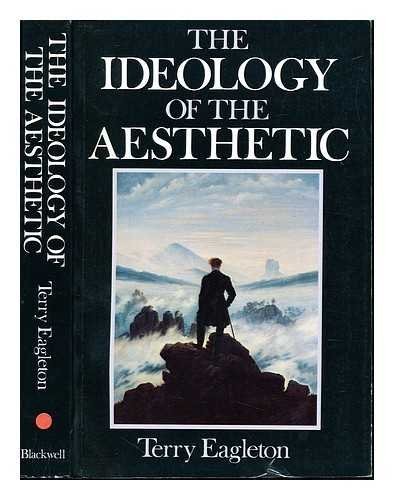 THE IDEOLOGY OF
THE AESTHETIC
Terry Eagleton
Blackwell
THE
IDEOLOGY
OF THE
AESTHETIC
Terry Eagleton